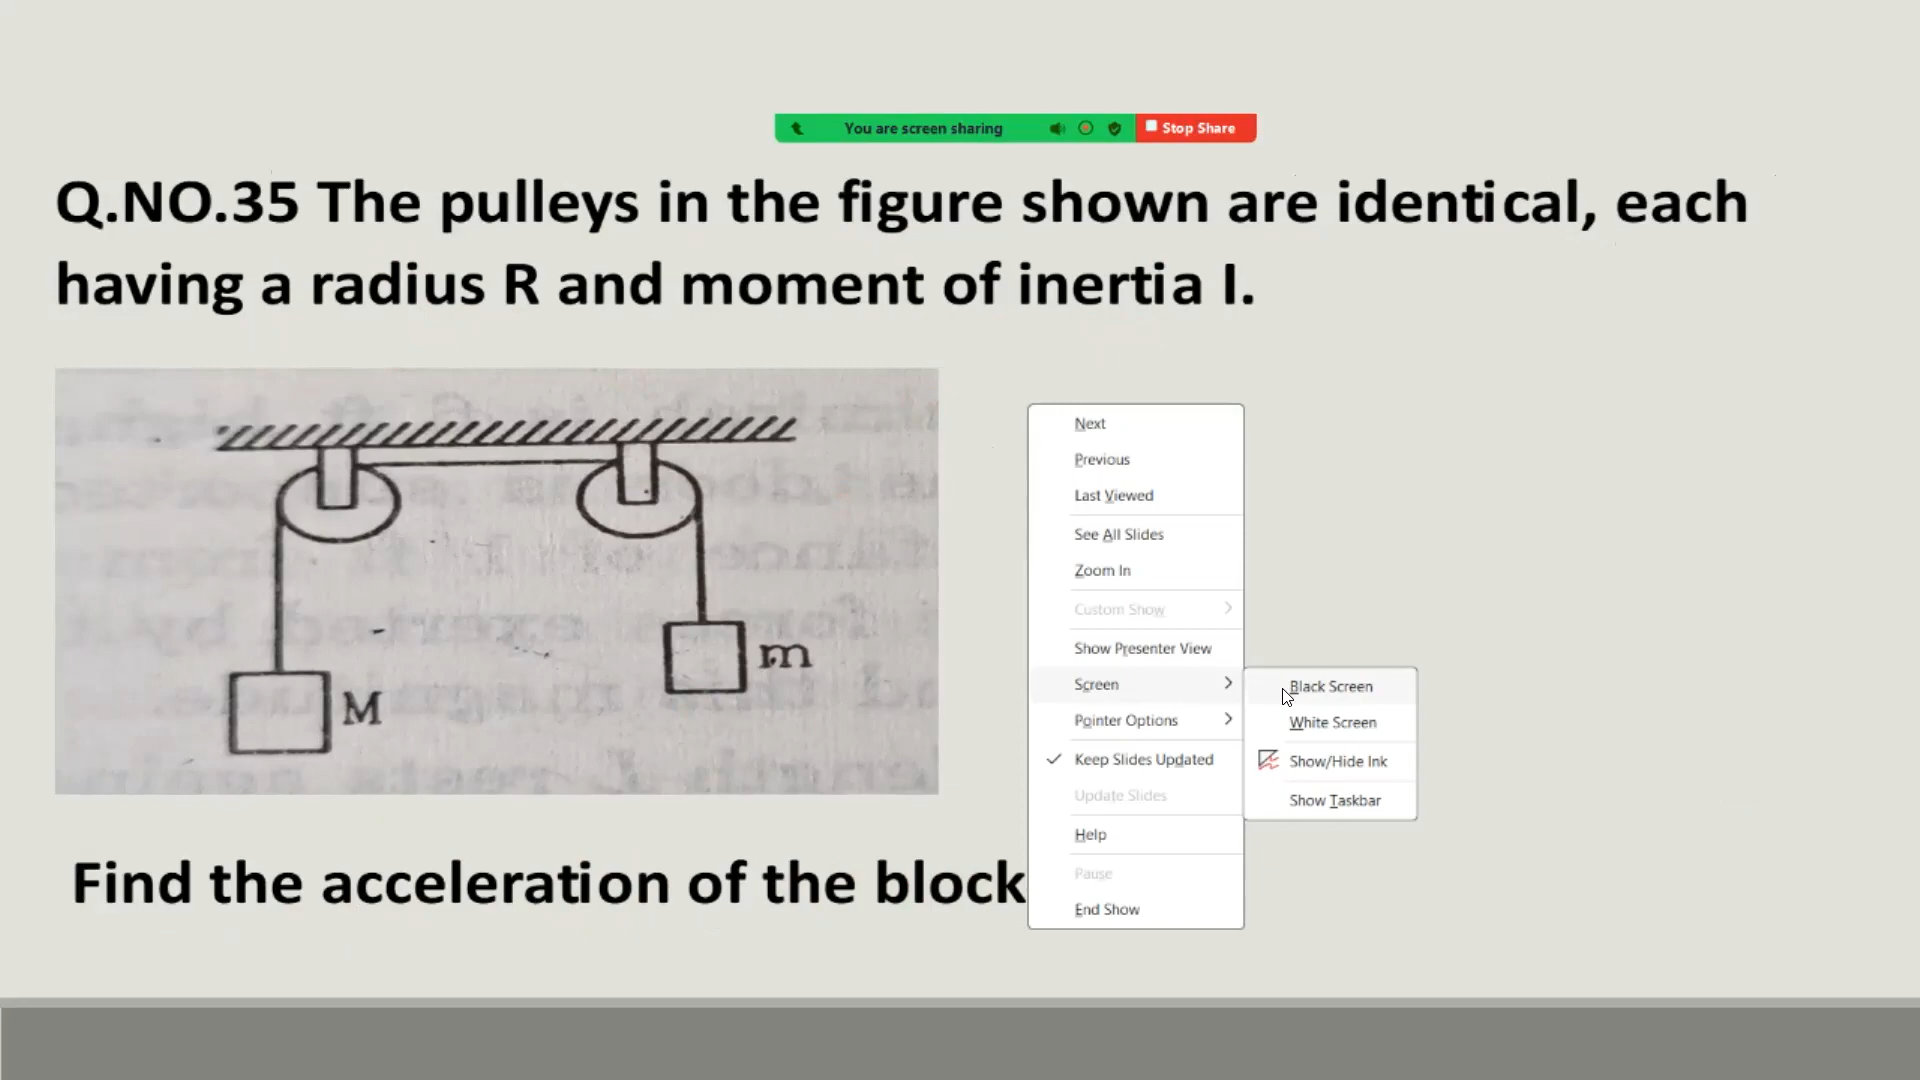 You are screen sharing
Stop Share
Q.NO.35 The pulleys in the figure shown are identical, each
having a radius R and moment of inertia I.
M
m
Find the acceleration of the block
Next
Previous
Last Viewed
See All Slides
Zoom In
Custom Show
Show Presenter View
Screen
Pointer Options
Keep Slides Updated
Update Slides
Help
Pause
End Show
Black Screen
White Screen
Show/Hide Ink
Show Taskbar